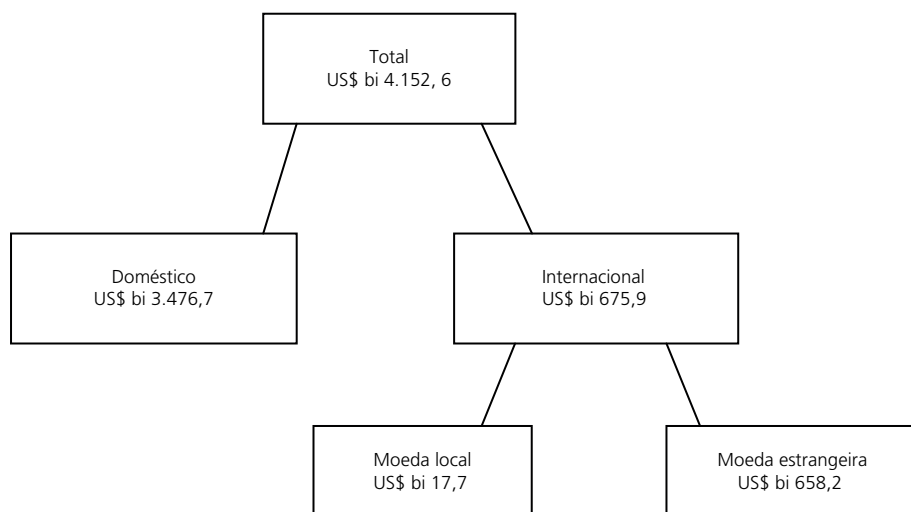 Total
US$ bi 4.152, 6
Doméstico
US$ bi 3.476,7
Internacional
US$ bi 675,9
Moeda local
US$ bi 17,7
Moeda estrangeira
US$ bi 658,2